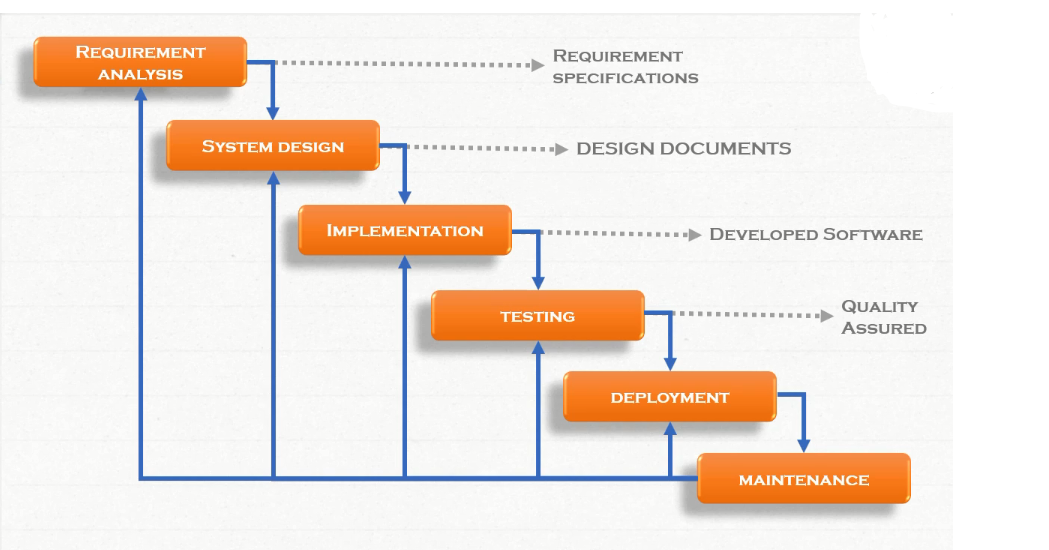 Requirement
analysis
Requirement
specifications
System design
DESIGN DOCUMENTS
Implementation
Developed Software
testing
Quality
Assured
deployment
maintenance